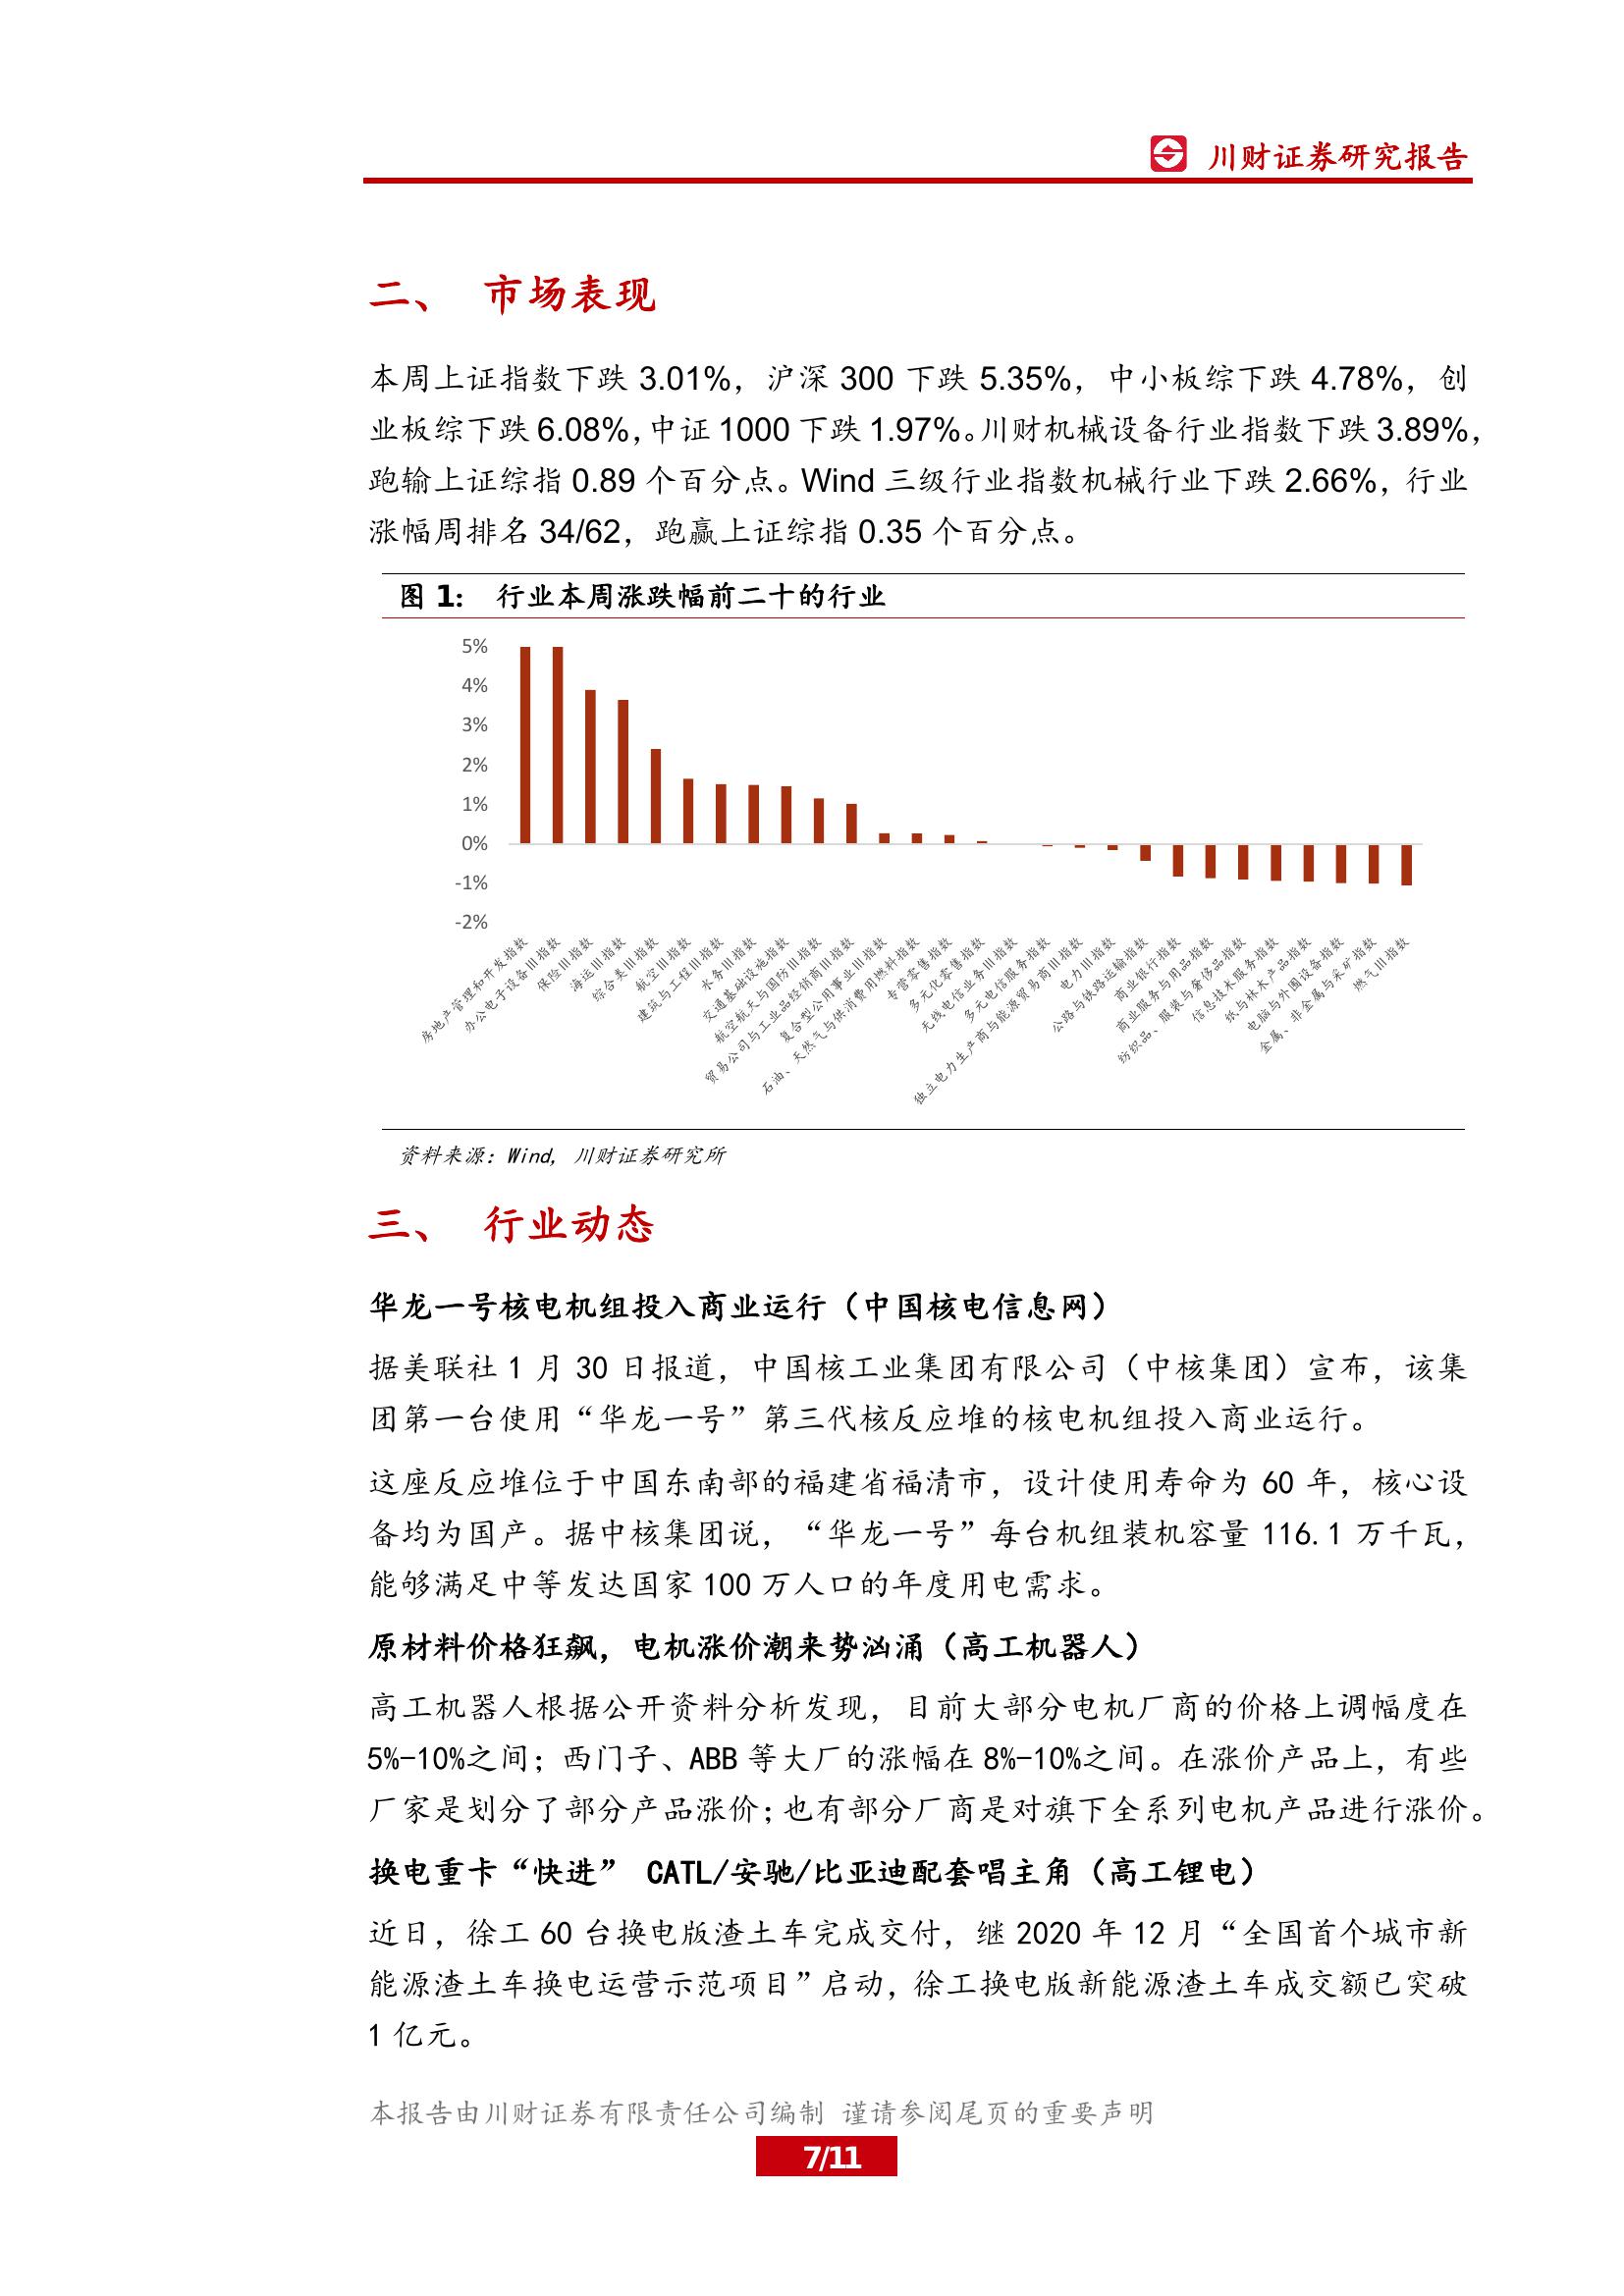 川财证券研究报告
二、 市场表现
本周上证指数下跌 3.01%，沪深 300 下跌 5.35%，中小板综下跌 4.78%，创
业板综下跌 6.08%，中证 1000 下跌 1.97%。川财机械设备行业指数下跌 3.89%，
跑输上证综指 0.89 个百分点。Wind 三级行业指数机械行业下跌 2.66%，行业
涨幅周排名 34/62，跑赢上证综指 0.35 个百分点。
图 1： 行业本周涨跌幅前二十的行业
5%
4%
3%
2%
1%
0%
-1%
-2%
房地产管理和开发指数
办公电子设备Ⅲ指数
保险Ⅲ指数
海运Ⅲ指数
综合类Ⅲ指数
航空Ⅲ指数
建筑与工程Ⅲ指数
水务Ⅲ指数
交通基础设施指数
航空航天与国防Ⅲ指数
贸易公司与工业品经销商Ⅲ指数
复合型公用事业Ⅲ指数
石油、天然气与供消费用燃料指数
专营零售指数
多元化零售指数
无线电信业务Ⅲ指数
多元电信服务指数
独立电力生产商与能源贸易商Ⅲ指数
电力Ⅲ指数
公路与铁路运输指数
商业银行指数
商业服务与用品指数
纺织品、服装与奢侈品指数
信息技术服务指数
纸与林木产品指数
电脑与外围设备指数
金属、非金属与采矿指数
燃气Ⅲ指数
资料来源：Wind, 川财证券研究所
三、 行业动态
华龙一号核电机组投入商业运行（中国核电信息网）
据美联社 1 月 30 日报道，中国核工业集团有限公司（中核集团）宣布，该集
团第一台使用“华龙一号”第三代核反应堆的核电机组投入商业运行。
这座反应堆位于中国东南部的福建省福清市，设计使用寿命为 60 年，核心设
备均为国产。据中核集团说，“华龙一号”每台机组装机容量 116.1 万千瓦，
能够满足中等发达国家 100 万人口的年度用电需求。
原材料价格狂飙，电机涨价潮来势汹涌（高工机器人）
高工机器人根据公开资料分析发现，目前大部分电机厂商的价格上调幅度在
5%-10%之间；西门子、ABB 等大厂的涨幅在 8%-10%之间。在涨价产品上，有些
厂家是划分了部分产品涨价；也有部分厂商是对旗下全系列电机产品进行涨价。
换电重卡“快进” CATL/安驰/比亚迪配套唱主角（高工锂电）
近日，徐工 60 台换电版渣土车完成交付，继 2020 年 12 月“全国首个城市新
能源渣土车换电运营示范项目”启动，徐工换电版新能源渣土车成交额已突破
1 亿元。
本报告由川财证券有限责任公司编制 谨请参阅尾页的重要声明
7/11